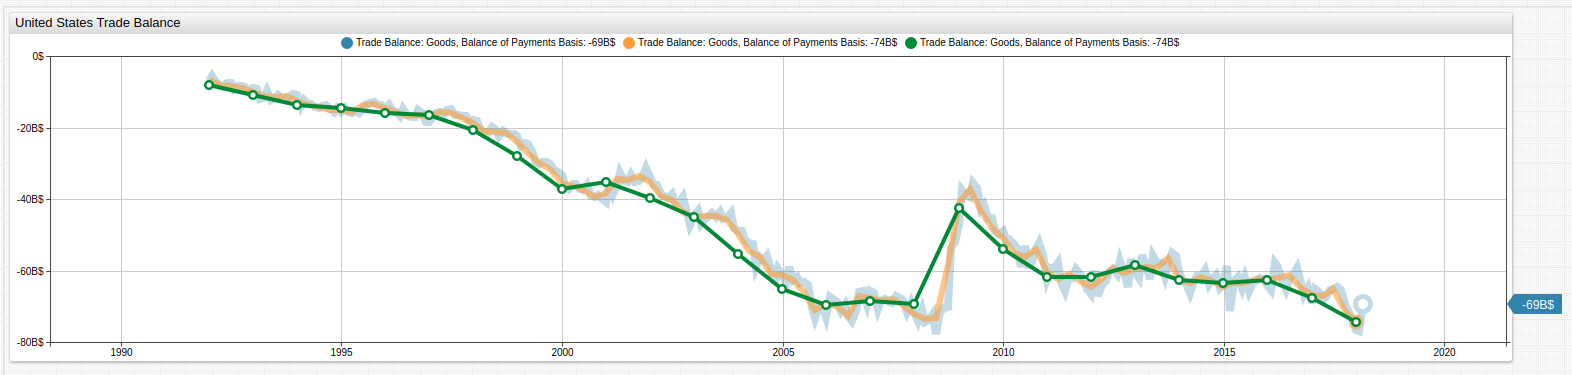 United States Trade Balance
Trade Balance: Goods, Balance of Payments Basis: -69B$ Trade Balance: Goods, Balance of Payments Basis: -74B$ Trade Balance: Goods, Balance of Payments Basis: -74B$
0$
-20B$
-40B$
-60B$
-69B$
-80B$
1990 1995 2000 2005 2010 2015 2020